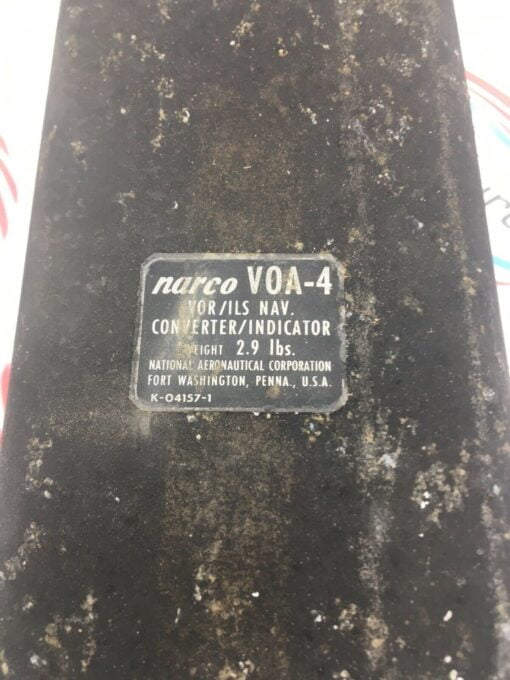 narco VOA-4
VOR/ILS NAV.
CONVERTER/INDICATOR
WEIGHT 2.9 lbs.
NATIONAL AERONAUTICAL CORPORATION
FORT WASHINGTON, PENNA., U.S.A.
K-04157-1